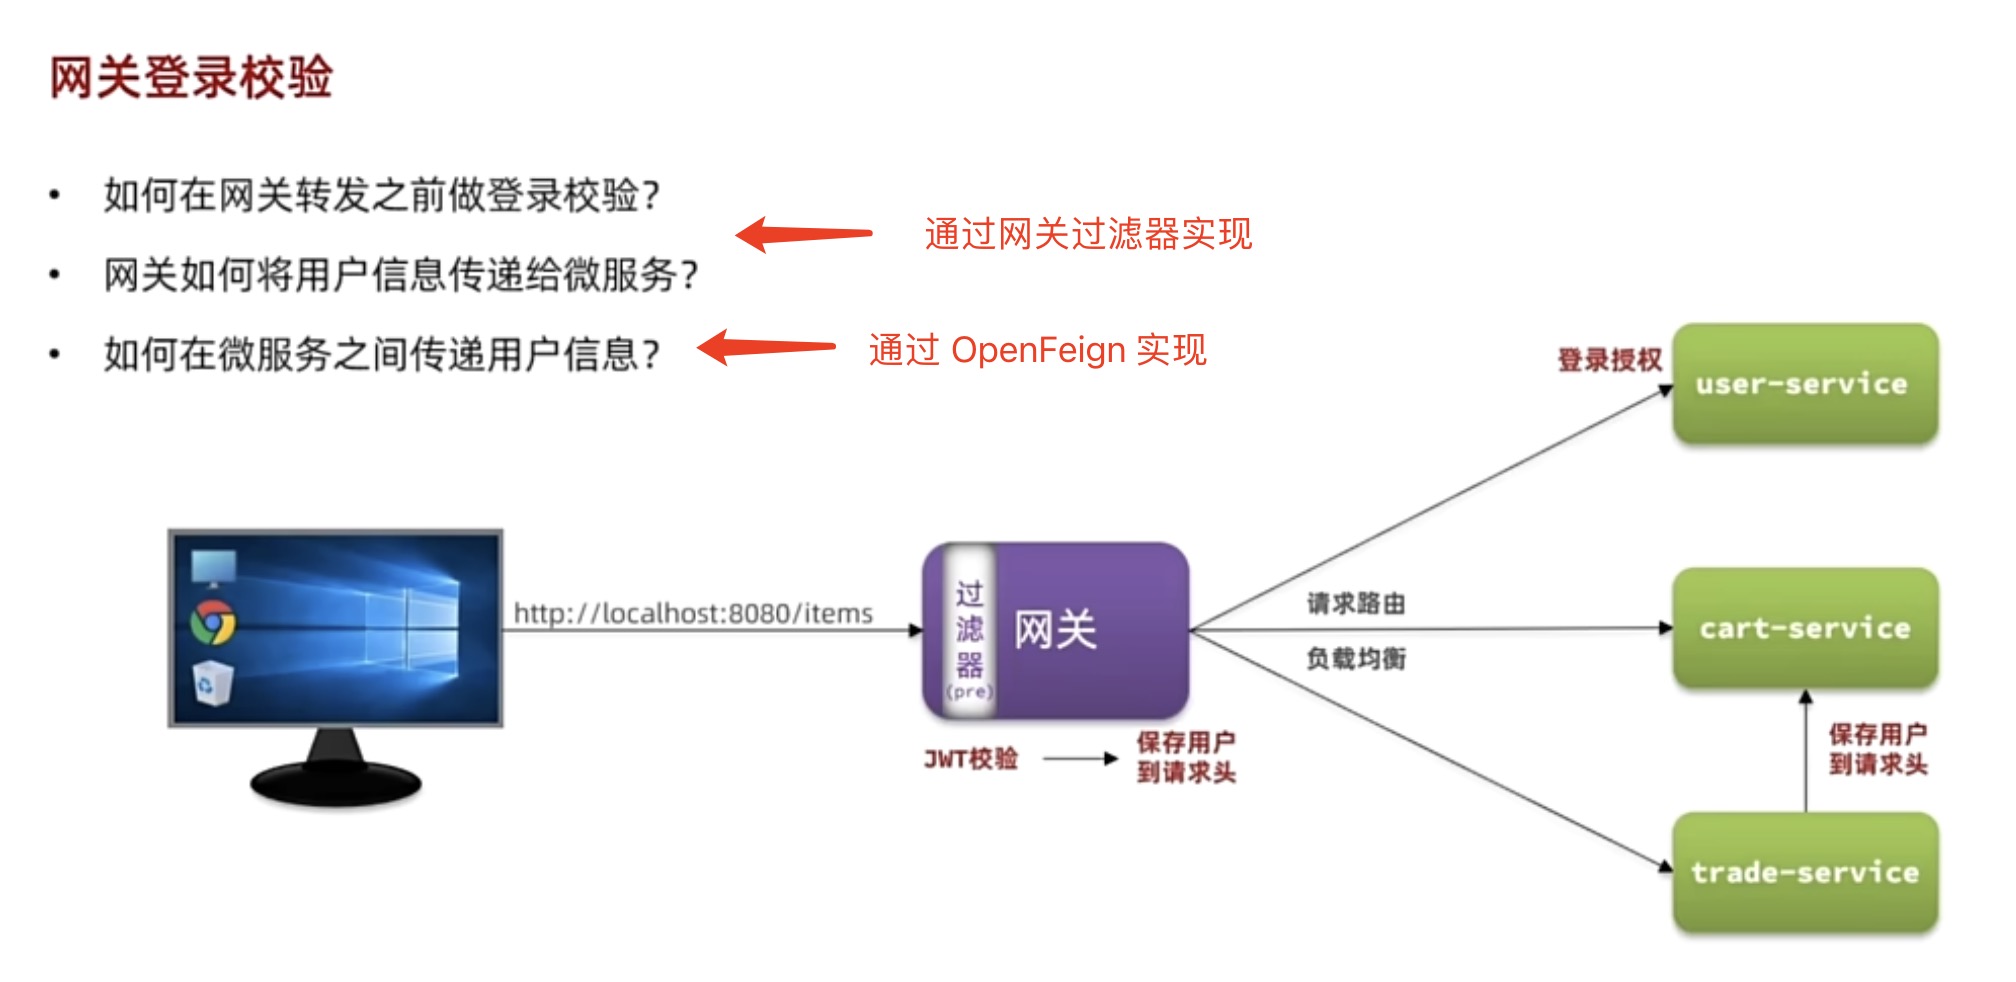 网关登录校验
• 如何在网关转发之前做登录校验？
通过网关过滤器实现
• 网关如何将用户信息传递给微服务？
• 如何在微服务之间传递用户信息？
通过 OpenFeign 实现
登录授权
user-service
http://localhost:8080/items
过滤器
(pre)
网关
请求路由
负载均衡
cart-service
JWT校验
保存用户
到请求头
保存用户
到请求头
trade-service